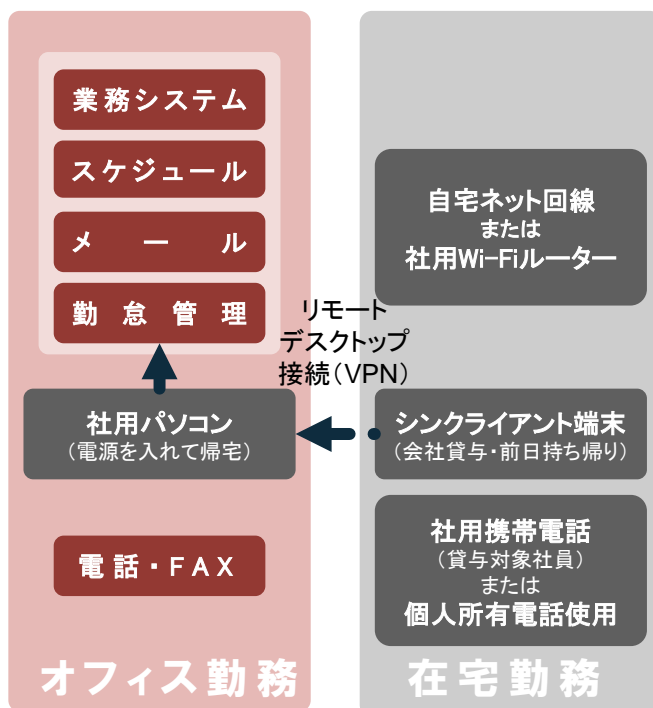 業務システム
スケジュール
メール
勤怠管理
リモート
デスクトップ
接続(VPN)
社用パソコン
(電源を入れて帰宅)
電話・FAX
オフィス勤務
自宅ネット回線
または
社用Wi-Fiルーター
シンクライアント端末
(会社貸与・前日持ち帰り)
社用携帯電話
(貸与対象社員)
または
個人所有電話使用
在宅勤務